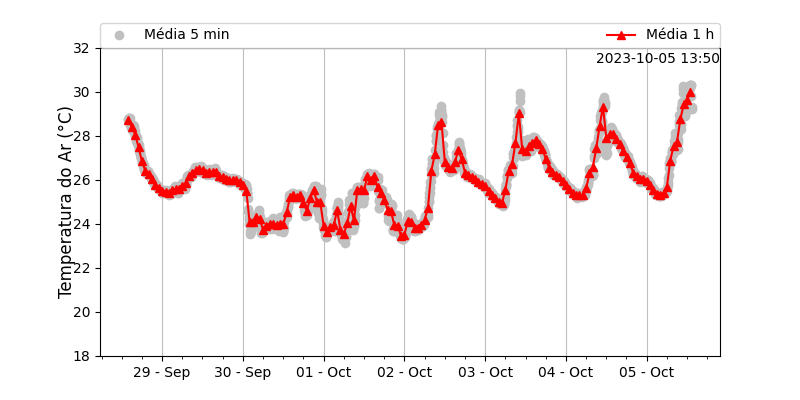 Média 5 min
Média 1 h
2023-10-05 13:50
Temperatura do Ar (°C)
32
30
28
26
24
22
20
18
29 - Sep
30 - Sep
01 - Oct
02 - Oct
03 - Oct
04 - Oct
05 - Oct